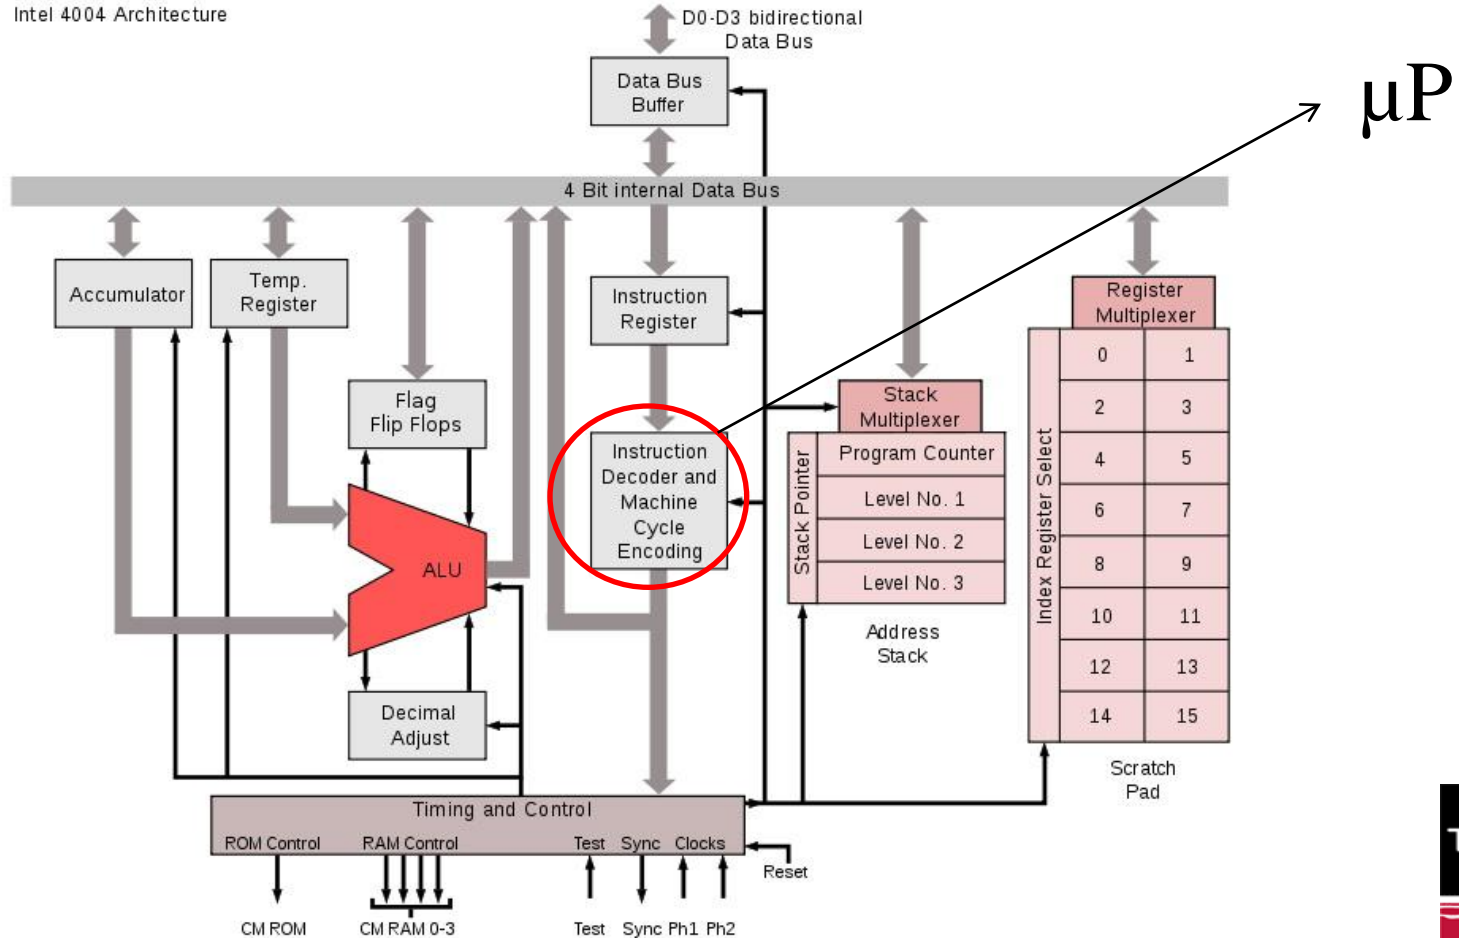 Intel 4004 Architecture
D0-D3 bidirectional
Data Bus
Data Bus
Buffer
µP
4 Bit internal Data Bus
Accumulator
Temp.
Register
Instruction
Register
Register
Multiplexer
Flag
Flip Flops
Stack
Multiplexer
Instruction
Decoder and
Machine
Cycle
Encoding
Stack Pointer
Program Counter
Level No. 1
Level No. 2
Level No. 3
Address
Stack
Index Register Select
0 1
2 3
4 5
6 7
8 9
10 11
12 13
14 15
Scratch
Pad
ALU
Decimal
Adjust
Timing and Control
ROM Control RAM Control Test Sync Clocks
Reset
CM ROM CM RAM 0-3 Test Sync Ph1 Ph2